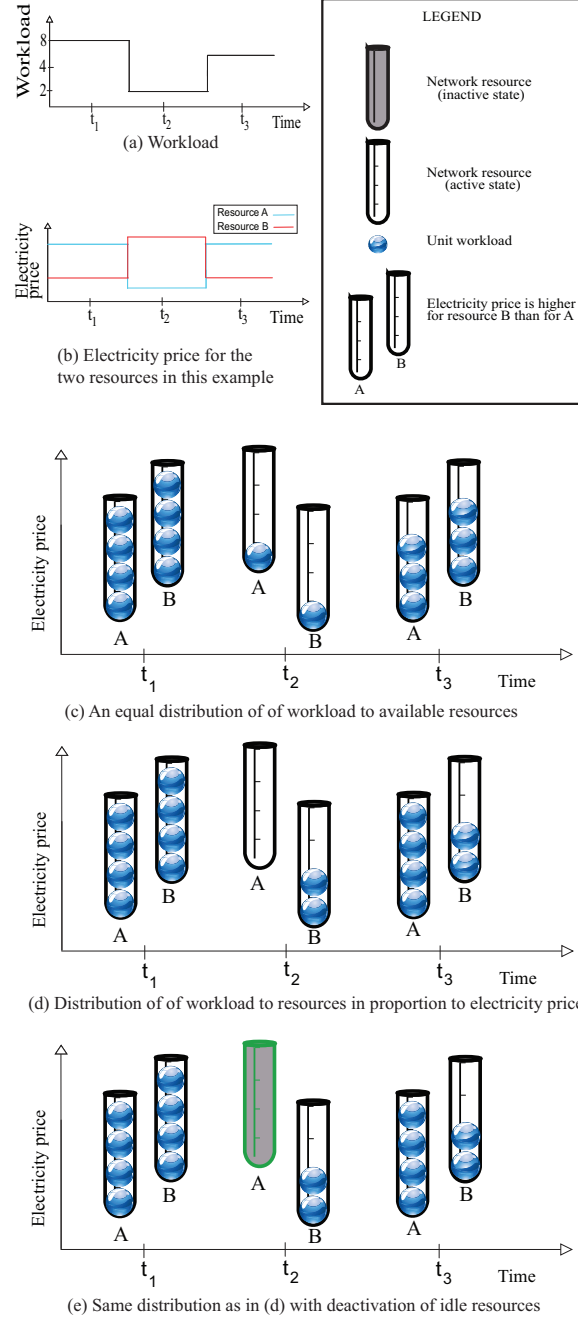 Workload
8
4
2
t1
t2
t3
Time
(a) Workload
Electricity
price
Resource A
Resource B
t1
t2
t3
Time
(b) Electricity price for the
two resources in this example
LEGEND
Network resource
(inactive state)
Network resource
(active state)
Unit workload
Electricity price is higher
for resource B than for A
A
B
Electricity price
A
B
A
B
A
B
t1
t2
t3
Time
(c) An equal distribution of of workload to available resources
Electricity price
A
B
A
B
A
B
t1
t2
t3
Time
(d) Distribution of of workload to resources in proportion to electricity price
Electricity price
A
B
A
B
A
B
t1
t2
t3
Time
(e) Same distribution as in (d) with deactivation of idle resources